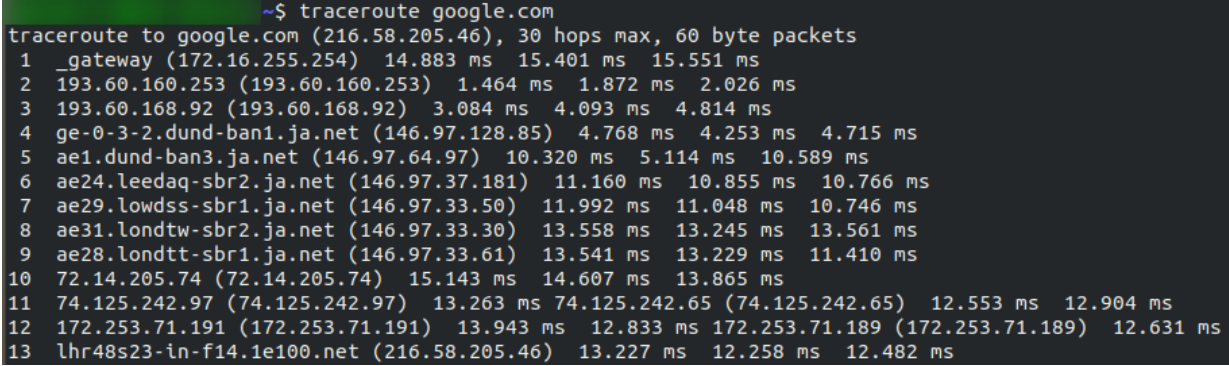 ~$ traceroute google.com
traceroute to google.com (216.58.205.46), 30 hops max, 60 byte packets
1 _gateway (172.16.255.254) 14.883 ms 15.401 ms 15.551 ms
2 193.60.160.253 (193.60.160.253) 1.464 ms 1.872 ms 2.026 ms
3 193.60.168.92 (193.60.168.92) 3.084 ms 4.093 ms 4.814 ms
4 ge-0-3-2.dund-ban1.ja.net (146.97.128.85) 4.768 ms 4.253 ms 4.715 ms
5 ae1.dund-ban3.ja.net (146.97.64.97) 10.320 ms 5.114 ms 10.589 ms
6 ae24.leedaq-sbr2.ja.net (146.97.37.181) 11.160 ms 10.855 ms 10.766 ms
7 ae29.lowdss-sbr1.ja.net (146.97.33.50) 11.992 ms 11.048 ms 10.746 ms
8 ae31.londtw-sbr2.ja.net (146.97.33.30) 13.558 ms 13.245 ms 13.561 ms
9 ae28.londtt-sbr1.ja.net (146.97.33.61) 13.541 ms 13.229 ms 11.410 ms
10 72.14.205.74 (72.14.205.74) 15.143 ms 14.607 ms 13.865 ms
11 74.125.242.97 (74.125.242.97) 13.263 ms 74.125.242.65 (74.125.242.65) 12.553 ms 12.904 ms
12 172.253.71.191 (172.253.71.191) 13.943 ms 12.833 ms 172.253.71.189 (172.253.71.189) 12.631 ms
13 lhr48s23-in-f14.1e100.net (216.58.205.46) 13.227 ms 12.258 ms 12.482 ms